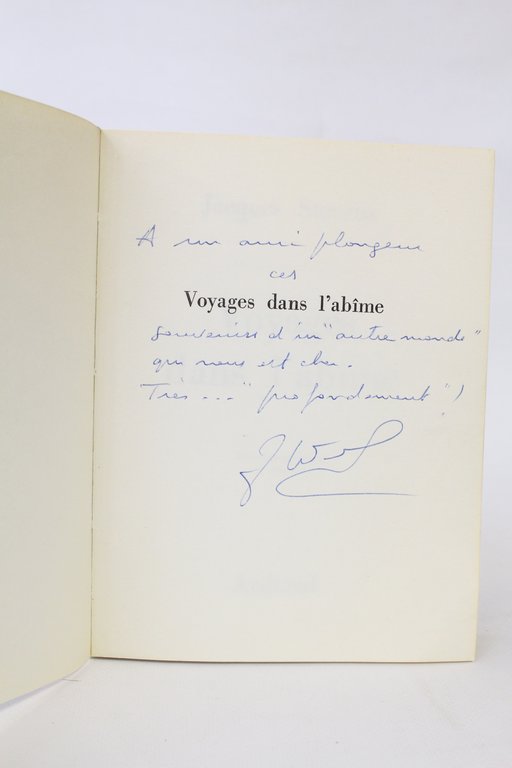 A un ami plongeur
ces
Voyages dans l'abîme
souvenirs d'un "autre monde"
qui nous est cher.
Très... "profondément"!